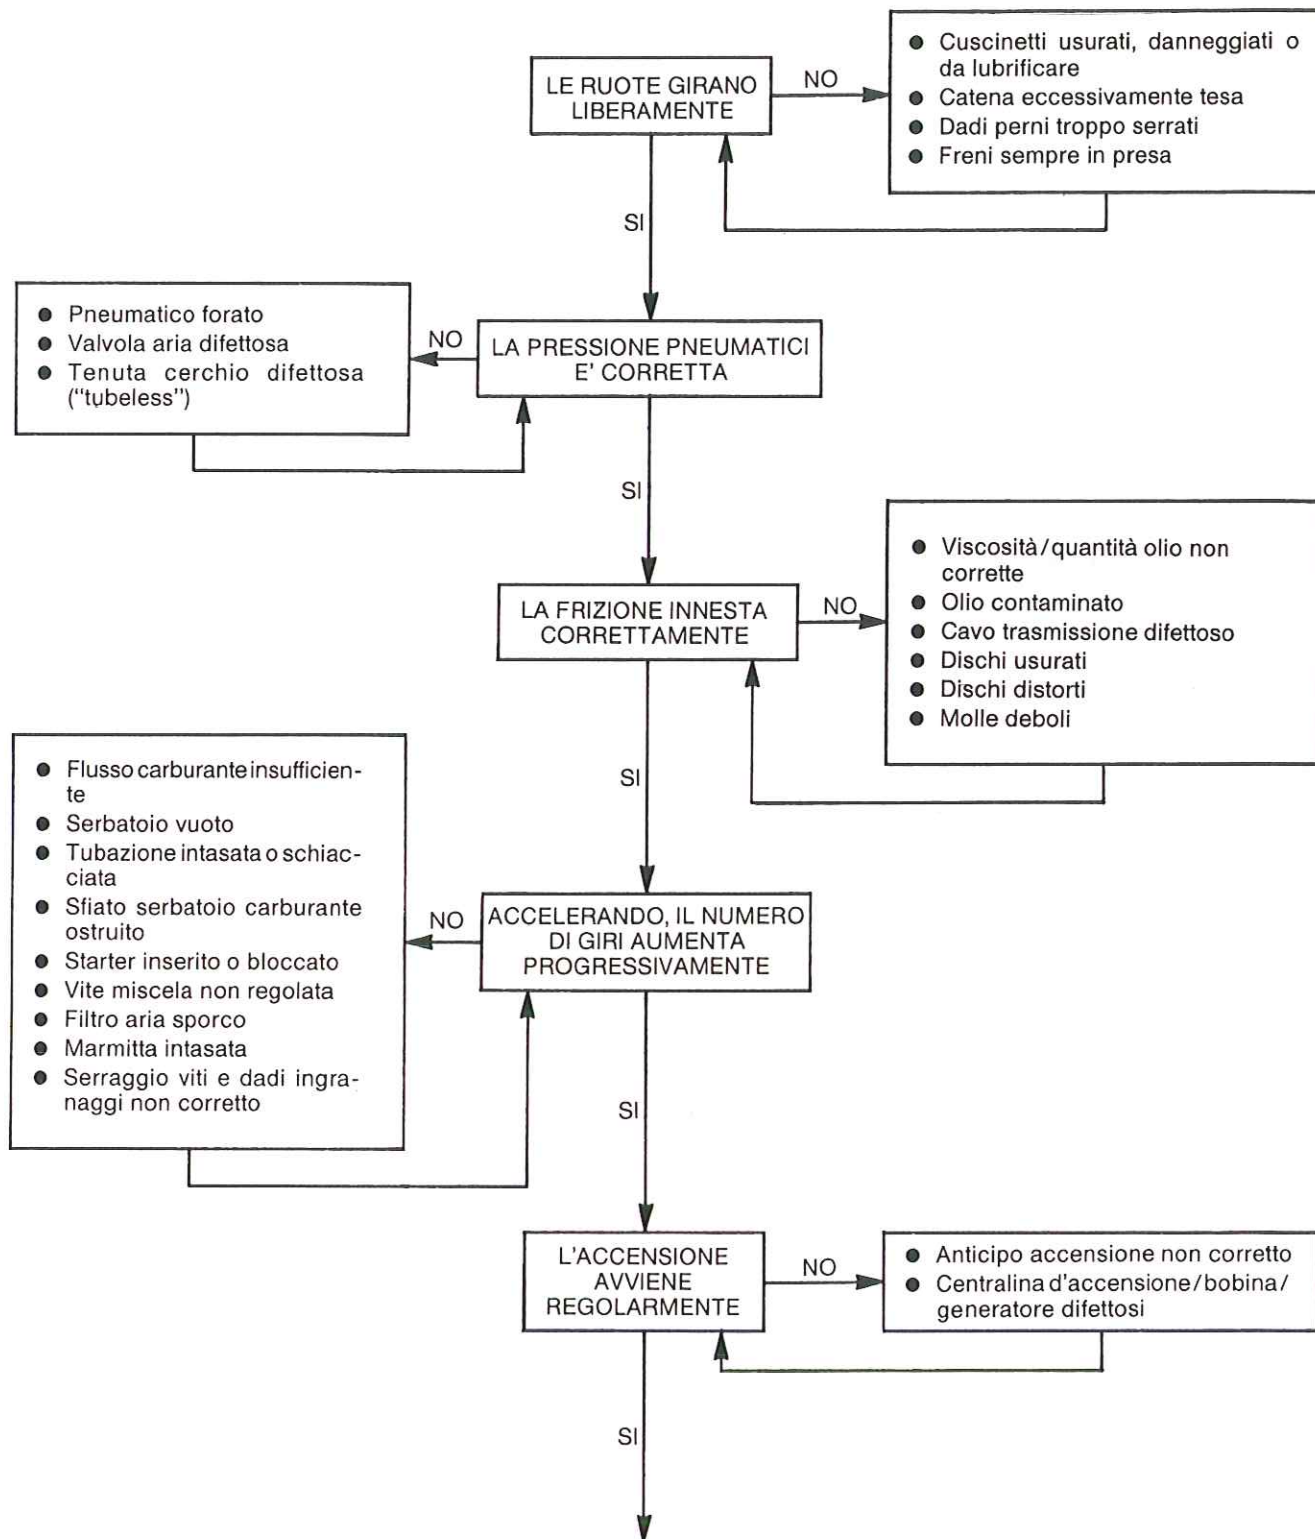 LE RUOTE GIRANO
LIBERAMENTE
NO
● Cuscinetti usurati, danneggiati o
da lubrificare
● Catena eccessivamente tesa
● Dadi perni troppo serrati
● Freni sempre in presa
SI
LA PRESSIONE PNEUMATICI
E' CORRETTA
NO
● Pneumatico forato
● Valvola aria difettosa
● Tenuta cerchio difettosa
(“tubeless”)
SI
LA FRIZIONE INNESTA
CORRETTAMENTE
NO
● Viscosità/quantità olio non
corrette
● Olio contaminato
● Cavo trasmissione difettoso
● Dischi usurati
● Dischi distorti
● Molle deboli
SI
ACCELERANDO, IL NUMERO
DI GIRI AUMENTA
PROGRESSIVAMENTE
NO
● Flusso carburante insufficien-
te
● Serbatoio vuoto
● Tubazione intasata o schiac-
ciata
● Sfiato serbatoio carburante
ostruito
● Starter inserito o bloccato
● Vite miscela non regolata
● Filtro aria sporco
● Marmitta intasata
● Serraggio viti e dadi ingra-
naggi non corretto
SI
L'ACCENSIONE
AVVIENE
REGOLARMENTE
NO
● Anticipo accensione non corretto
● Centralina d'accensione/bobina/
generatore difettosi
SI